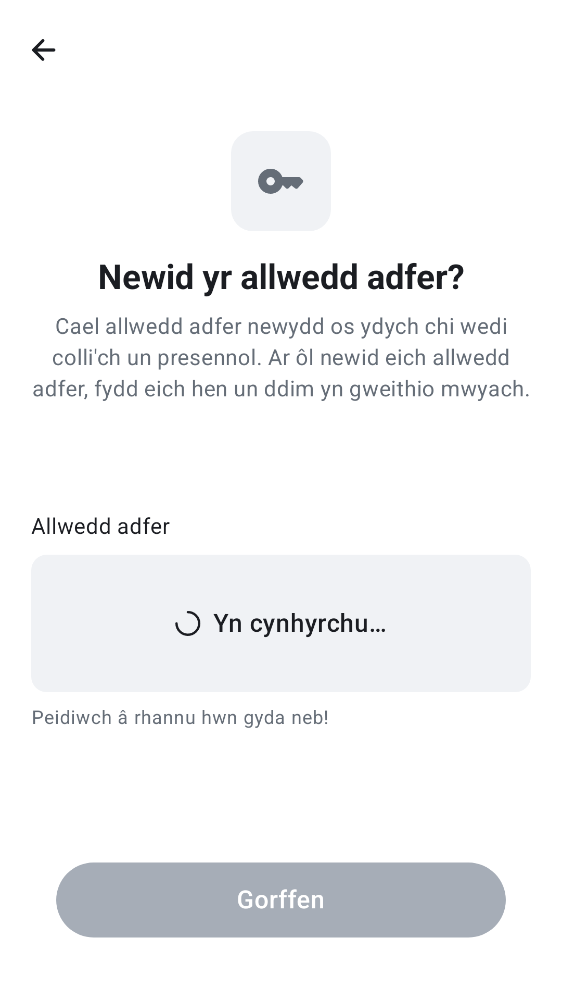 Newid yr allwedd adfer?
Cael allwedd adfer newydd os ydych chi wedi
colli'ch un presennol. Ar ôl newid eich allwedd
adfer, fydd eich hen un ddim yn gweithio mwyach.
Allwedd adfer
Yn cynhyrchu...
Peidiwch â rhannu hwn gyda neb!
Gorffen